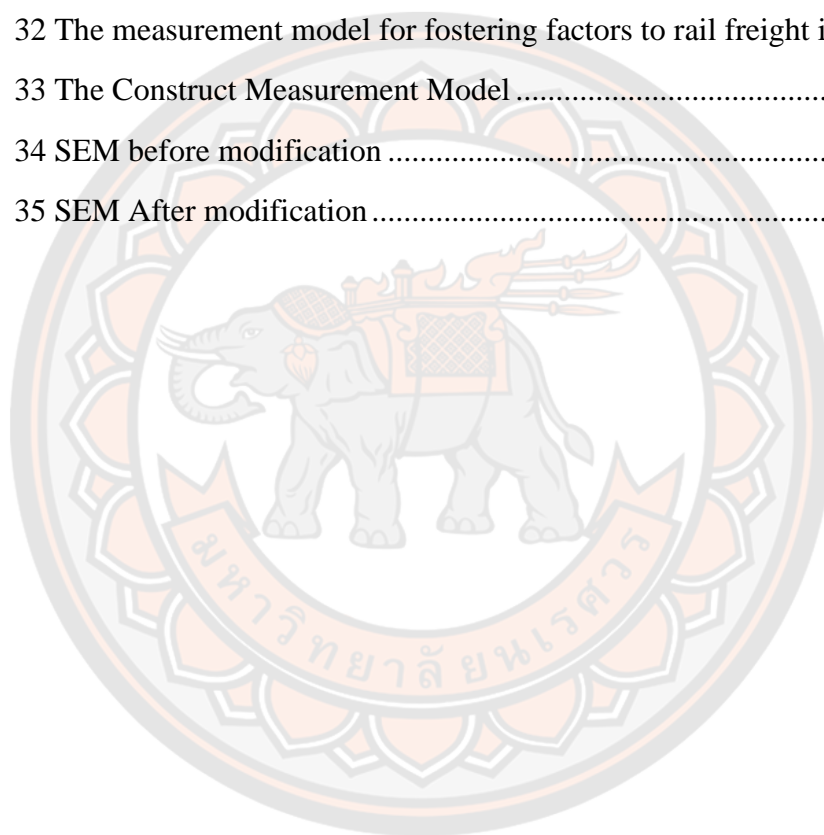 32 The measurement model for fostering factors to rail freight i
33 The Construct Measurement Model ..........................................
34 SEM before modification ..........................................................
35 SEM After modification ............................................................
มหาวิทยาลัยนเรศวร